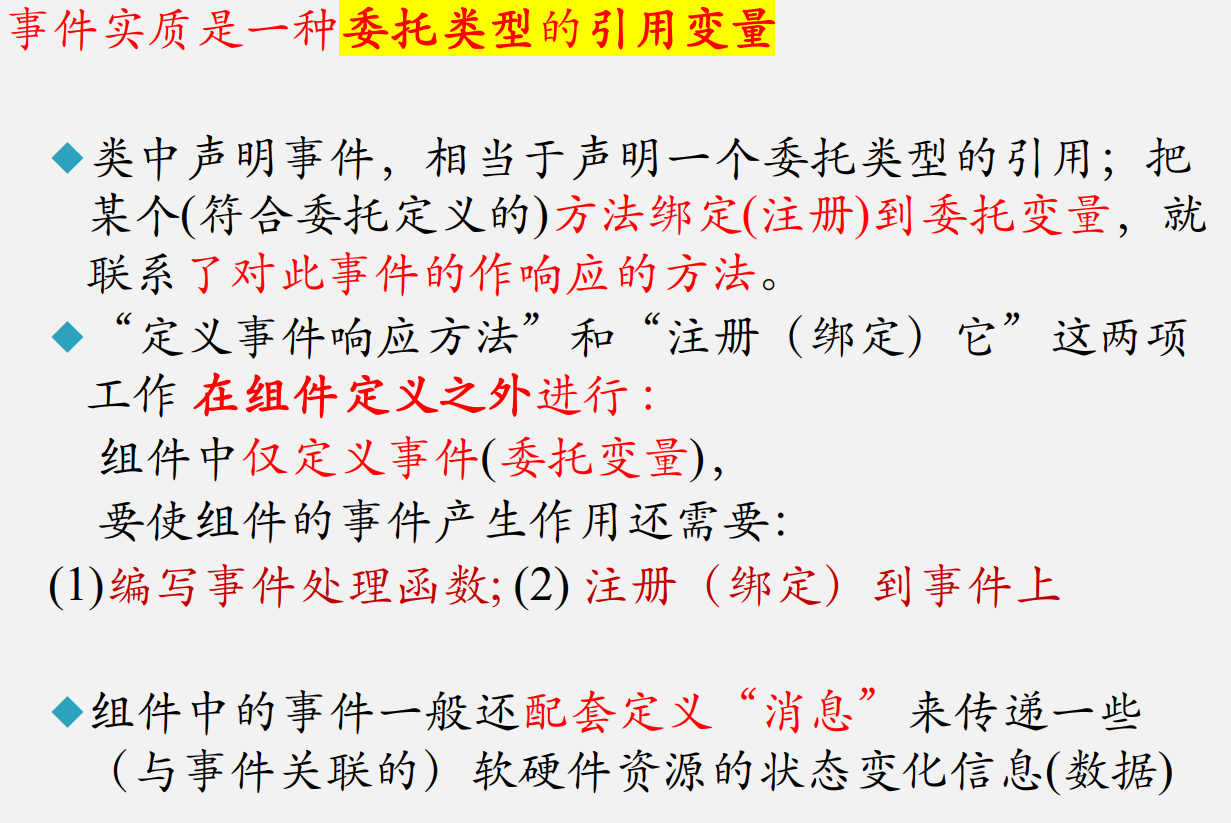 事件实质是一种委托类型的引用变量
◆类中声明事件，相当于声明一个委托类型的引用；把
某个(符合委托定义的)方法绑定(注册)到委托变量，就
联系了对此事件的作响应的方法。
◆“定义事件响应方法”和“注册（绑定）它”这两项
工作 在组件定义之外进行：
组件中仅定义事件(委托变量)，
要使组件的事件产生作用还需要：
(1)编写事件处理函数; (2) 注册（绑定）到事件上
◆组件中的事件一般还配套定义“消息”来传递一些
（与事件关联的）软硬件资源的状态变化信息(数据)